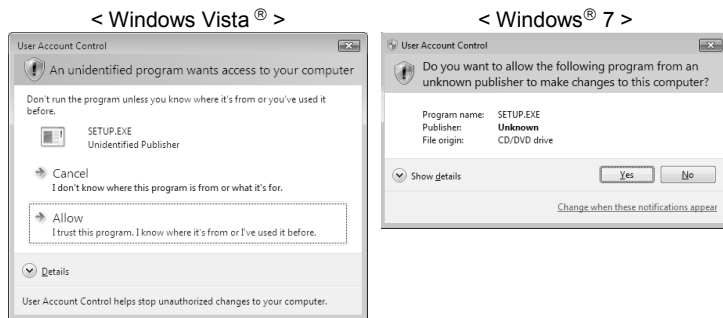 < Windows Vista ® >
User Account Control
An unidentified program wants access to your computer
Don't run the program unless you know where it's from or you've used it
before.
SETUP.EXE
Unidentified Publisher
Cancel
I don't know where this program is from or what it's for.
Allow
I trust this program. I know where it's from or I've used it before.
Details
User Account Control helps stop unauthorized changes to your computer.
< Windows® 7 >
User Account Control
Do you want to allow the following program from an
unknown publisher to make changes to this computer?
Program name: SETUP.EXE
Publisher: Unknown
File origin: CD/DVD drive
Show details
Yes
No
Change when these notifications appear